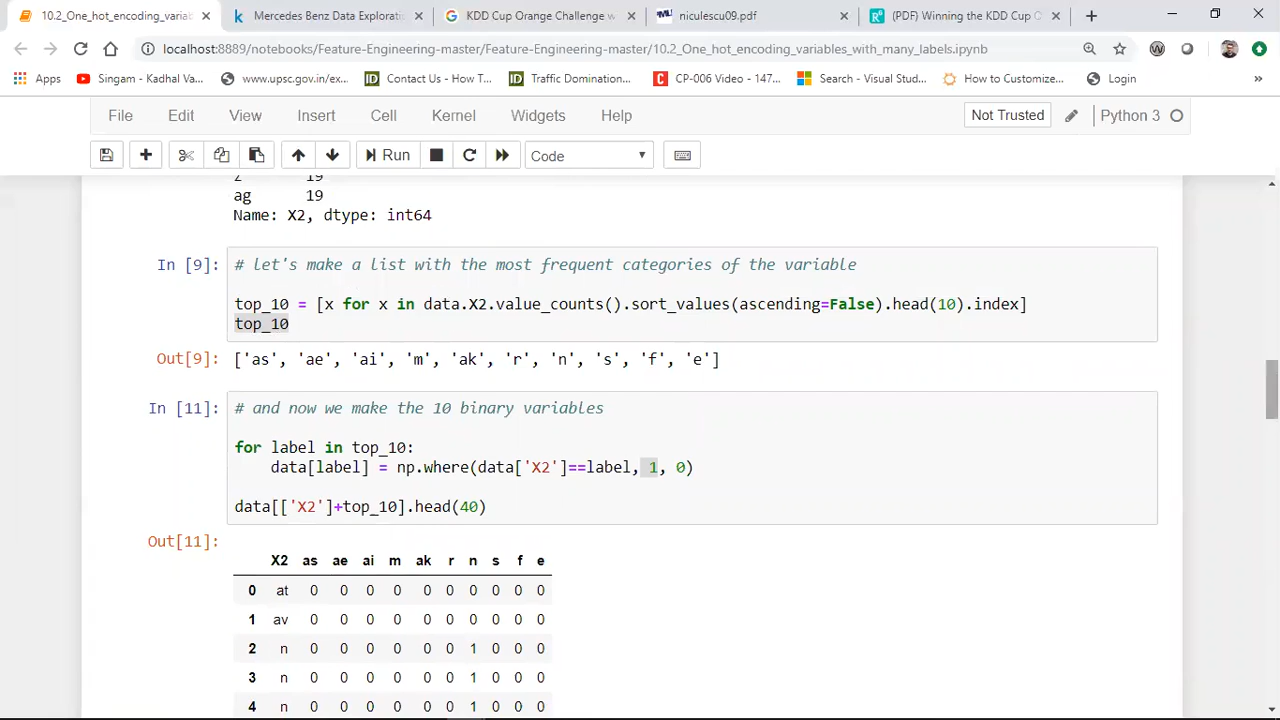 10.2_One_hot_encoding_variab
Mercedes Benz Data Explorat
KDD Cup Orange Challenge w
niculescu09.pdf
(PDF) Winning the KDD Cup O
localhost:8889/notebooks/Feature-Engineering-master/Feature-Engineering-master/10.2_One_hot_encoding_variables_with_many_labels.ipynb
Apps
Singam - Kadhal Va...
www.upsr.gov.in/ex...
Contact Us - How T...
Traffic Domination...
CP-006 Video - 147...
Search - Visual Stud...
How to Customize...
Login
File Edit View Insert Cell Kernel Widgets Help
Not Trusted
Python 3
Run
Code
z 19
ag 19
Name: X2, dtype: int64
In [9]:
# let's make a list with the most frequent categories of the variable
top_10 = [x for x in data.X2.value_counts().sort_values(ascending=False).head(10).index]
top_10
Out[9]: ['as', 'ae', 'ai', 'm', 'ak', 'r', 'n', 's', 'f', 'e']
In [11]:
# and now we make the 10 binary variables
for label in top_10:
data[label] = np.where(data['X2']==label, 1, 0)
data[['X2']+top_10].head(40)
Out[11]:
X2 as ae ai m ak r n s f e
0 at 0 0 0 0 0 0 0 0 0 0
1 av 0 0 0 0 0 0 0 0 0 0
2 n 0 0 0 0 0 0 1 0 0 0
3 n 0 0 0 0 0 0 1 0 0 0
4 n 0 0 0 0 0 0 1 0 0 0